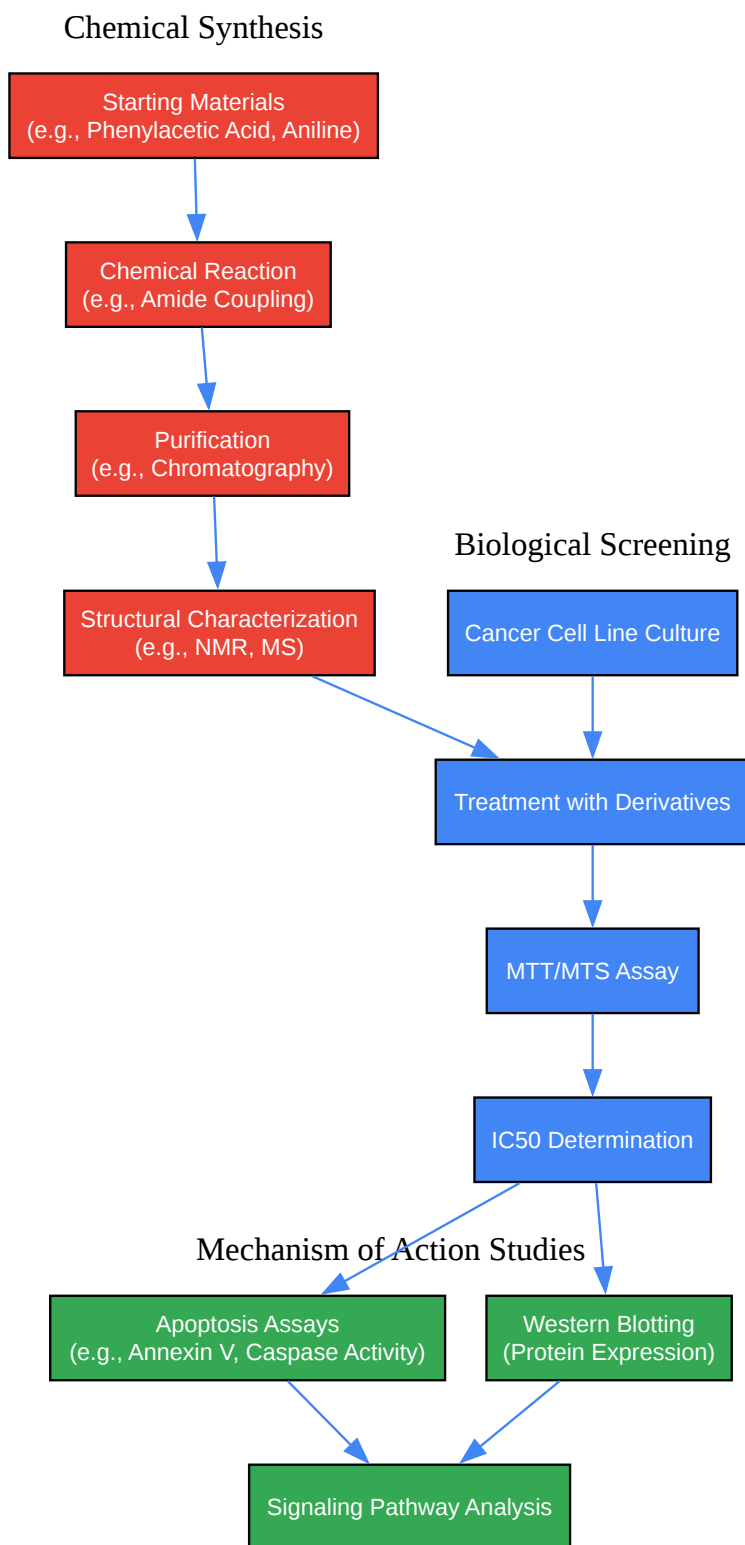 Chemical Synthesis
Starting Materials
(e.g., Phenylacetic Acid, Aniline)
Chemical Reaction
(e.g., Amide Coupling)
Purification
(e.g., Chromatography)
Structural Characterization
(e.g., NMR, MS)
Biological Screening
Cancer Cell Line Culture
Treatment with Derivatives
MTT/MTS Assay
IC50 Determination
Mechanism of Action Studies
Apoptosis Assays
(e.g., Annexin V, Caspase Activity)
Western Blotting
(Protein Expression)
Signaling Pathway Analysis